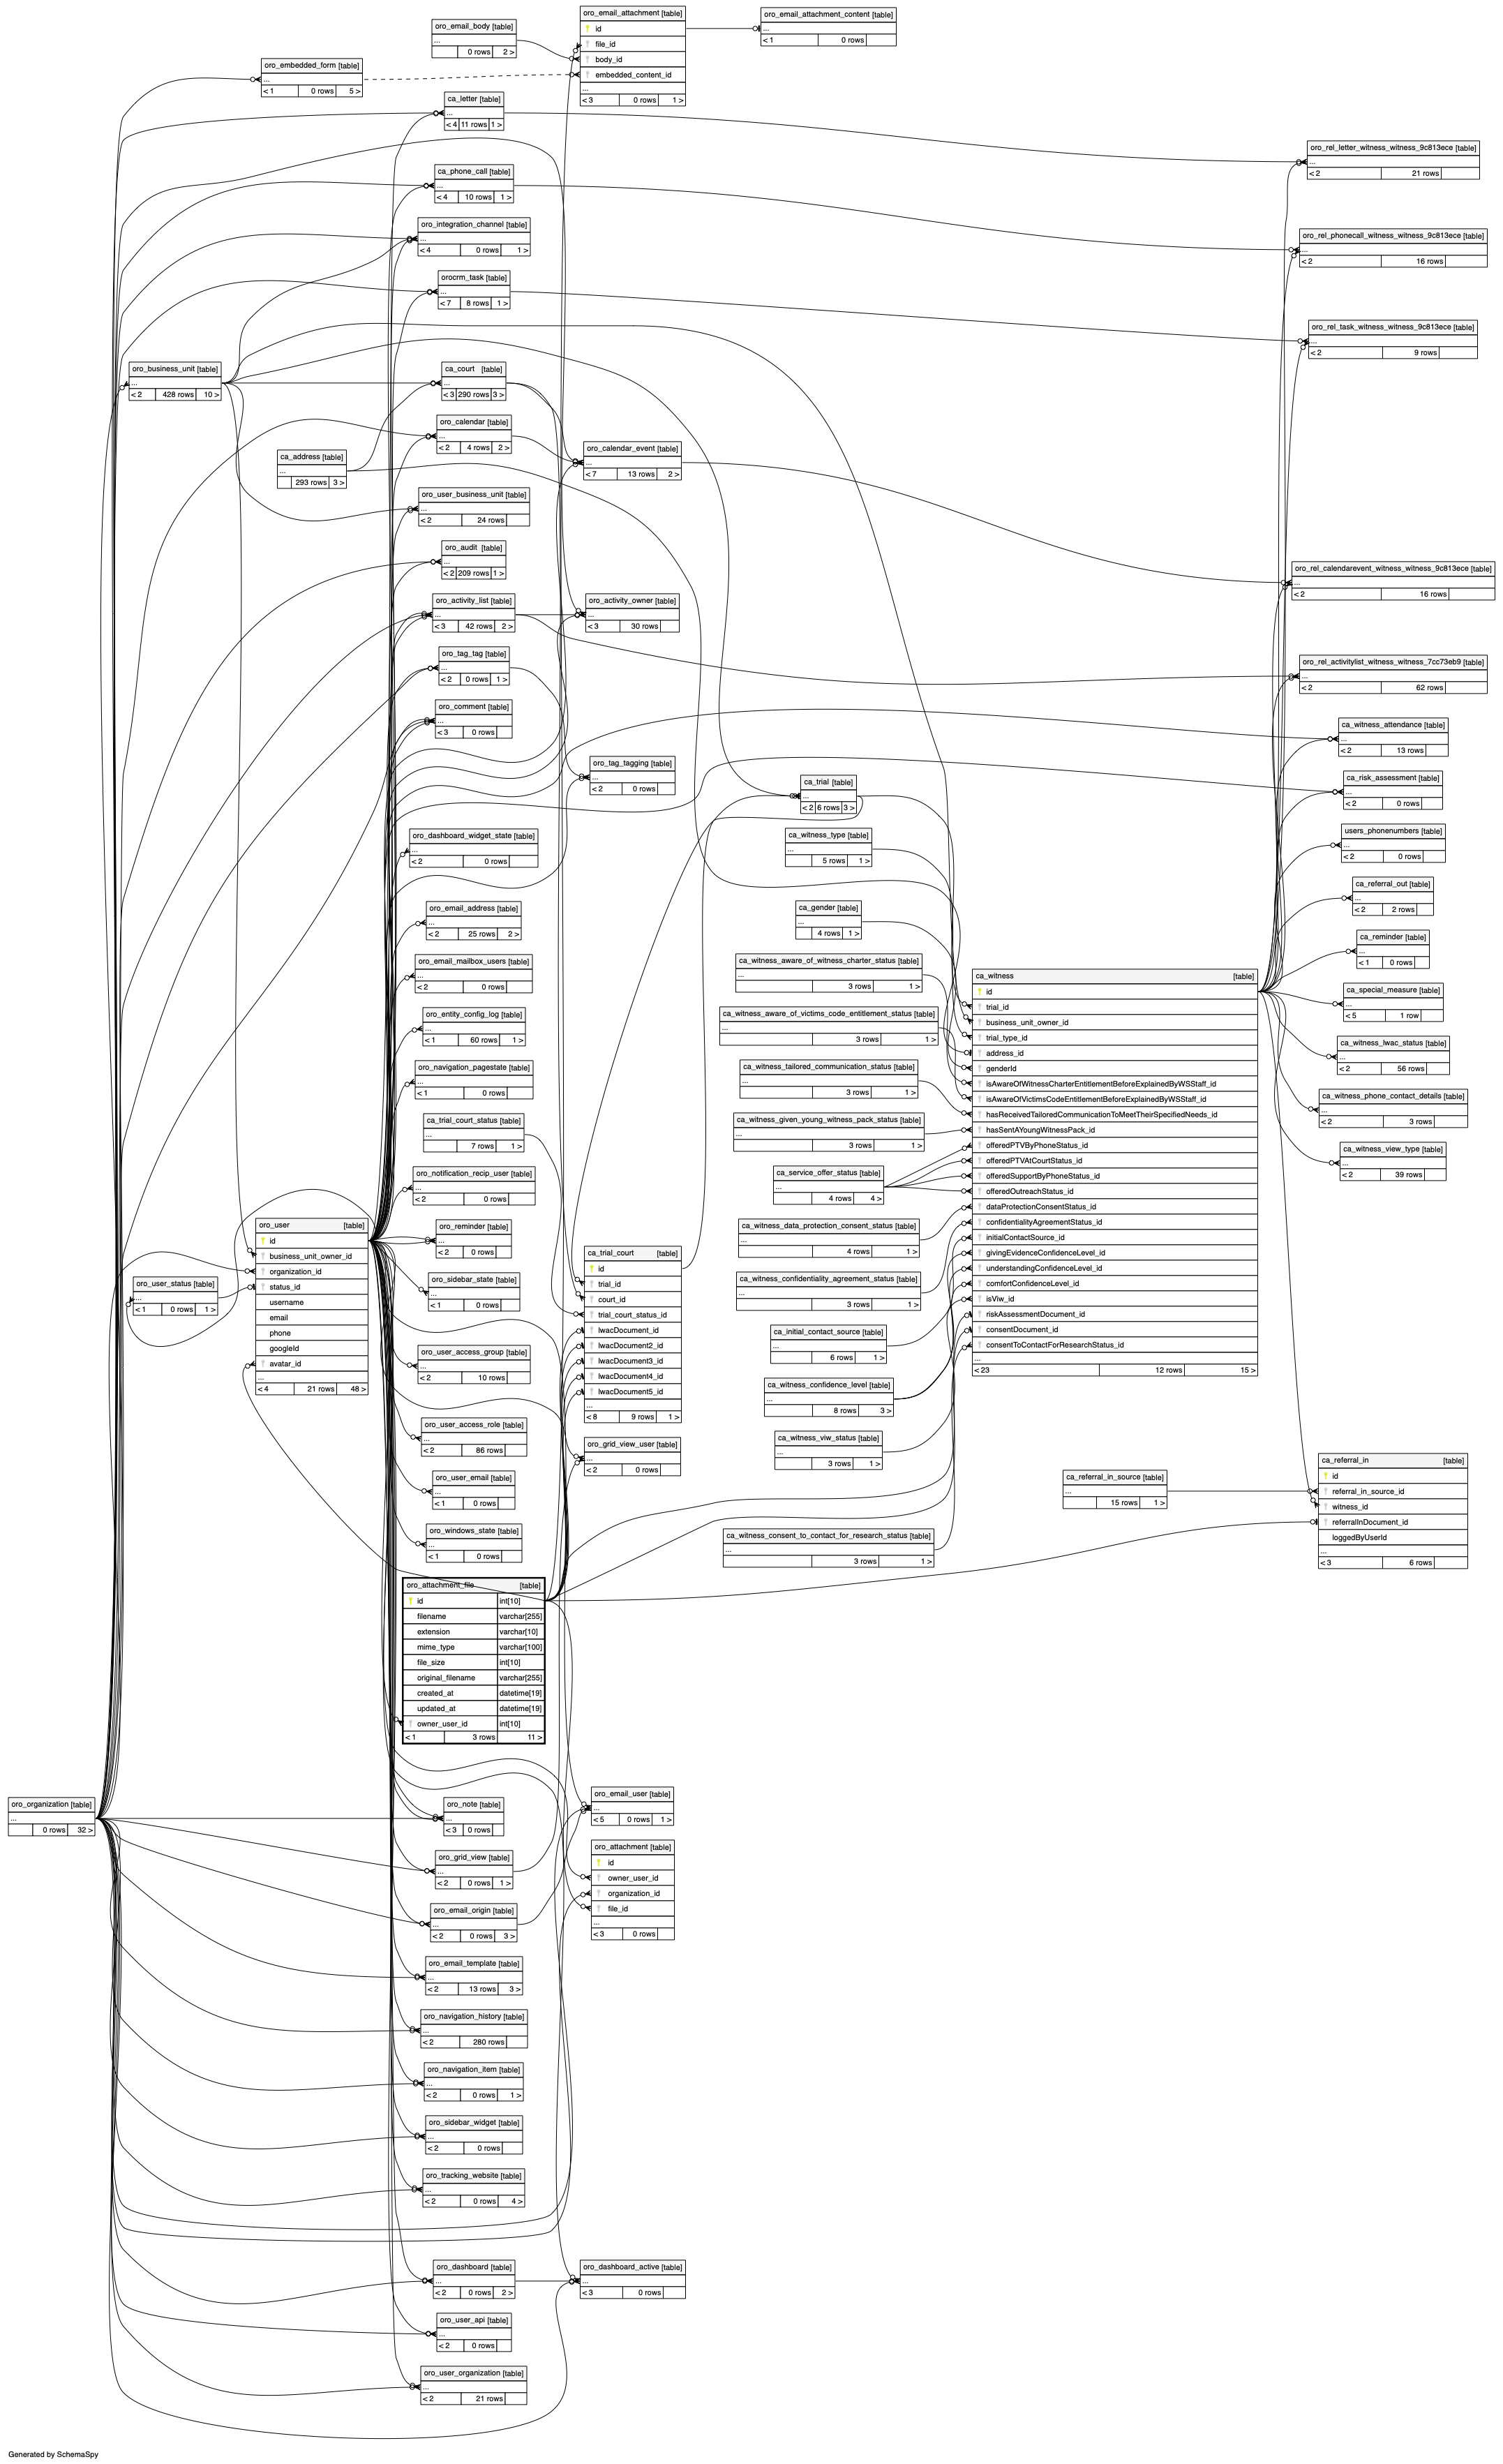 oro_email_body [table]
...
0 rows 2 >
oro_email_attachment [table]
id
file_id
body_id
embedded_content_id
...
< 3 0 rows 1 >
oro_email_attachment_content [table]
...
< 1 0 rows
oro_embedded_form [table]
...
< 1 0 rows 5 >
ca_letter [table]
...
< 4 11 rows 1 >
oro_rel_letter_witness_witness_9c813ece [table]
...
< 2 21 rows
ca_phone_call [table]
...
< 4 10 rows 1 >
oro_integration_channel [table]
...
< 4 0 rows 1 >
oro_rel_phonecall_witness_witness_9c813ece [table]
...
< 2 16 rows
orocrm_task [table]
...
< 7 8 rows 1 >
oro_rel_task_witness_witness_9c813ece [table]
...
< 2 9 rows
oro_business_unit [table]
...
< 2 428 rows 10 >
ca_court [table]
...
< 3 290 rows 3 >
oro_calendar [table]
...
< 2 4 rows 2 >
ca_address [table]
...
293 rows 3 >
oro_calendar_event [table]
...
< 7 13 rows 2 >
oro_user_business_unit [table]
...
< 2 24 rows
oro_audit [table]
...
< 2 209 rows 1 >
oro_rel_calendarevent_witness_witness_9c813ece [table]
...
< 2 16 rows
oro_activity_list [table]
...
< 3 42 rows 2 >
oro_activity_owner [table]
...
< 3 30 rows
oro_tag_tag [table]
...
< 2 0 rows 1 >
oro_rel_activitylist_witness_witness_7cc73eb9 [table]
...
< 2 62 rows
oro_comment [table]
...
< 3 0 rows
ca_witness_attendance [table]
...
< 2 13 rows
oro_tag_tagging [table]
...
< 2 0 rows
ca_trial [table]
...
< 2 6 rows 3 >
ca_risk_assessment [table]
...
< 2 0 rows
oro_dashboard_widget_state [table]
...
< 2 0 rows
ca_witness_type [table]
...
5 rows 1 >
users_phonenumbers [table]
...
< 2 0 rows
ca_referral_out [table]
...
< 2 2 rows
oro_email_address [table]
...
< 2 25 rows 2 >
ca_gender [table]
...
4 rows 1 >
ca_reminder [table]
...
< 1 0 rows
oro_email_mailbox_users [table]
...
< 2 0 rows
ca_witness_aware_of_witness_charter_status [table]
...
3 rows 1 >
ca_special_measure [table]
...
< 5 1 row
oro_entity_config_log [table]
...
< 1 60 rows 1 >
ca_witness_aware_of_victims_code_entitlement_status [table]
...
3 rows 1 >
ca_witness_lwac_status [table]
...
< 2 56 rows
oro_navigation_pagestate [table]
...
< 1 0 rows
ca_witness_tailored_communication_status [table]
...
3 rows 1 >
ca_witness_phone_contact_details [table]
...
< 2 3 rows
ca_trial_court_status [table]
...
7 rows 1 >
ca_witness_given_young_witness_pack_status [table]
...
3 rows 1 >
ca_witness_view_type [table]
...
< 2 39 rows
ca_witness [table]
id
trial_id
business_unit_owner_id
trial_type_id
address_id
genderId
isAwareOfWitnessCharterEntitlementBeforeExplainedByWSStaff_id
isAwareOfVictimsCodeEntitlementBeforeExplainedByWSStaff_id
hasReceivedTailoredCommunicationToMeetTheirSpecifiedNeeds_id
hasSentAYoungWitnessPack_id
offeredPTVByPhoneStatus_id
offeredPTVAtCourtStatus_id
offeredSupportByPhoneStatus_id
offeredOutreachStatus_id
dataProtectionConsentStatus_id
confidentialityAgreementStatus_id
initialContactSource_id
givingEvidenceConfidenceLevel_id
understandingConfidenceLevel_id
comfortConfidenceLevel_id
isViw_id
riskAssessmentDocument_id
consentDocument_id
consentToContactForResearchStatus_id
...
< 23 12 rows 15 >
oro_notification_recip_user [table]
...
< 2 0 rows
ca_service_offer_status [table]
...
4 rows 4 >
oro_user [table]
id
business_unit_owner_id
organization_id
status_id
username
email
phone
googleId
avatar_id
...
< 4 21 rows 48 >
oro_user_status [table]
...
< 1 0 rows 1 >
oro_reminder [table]
...
< 2 0 rows
oro_sidebar_state [table]
...
< 1 0 rows
ca_trial_court [table]
id
trial_id
court_id
trial_court_status_id
lwacDocument_id
lwacDocument2_id
lwacDocument3_id
lwacDocument4_id
lwacDocument5_id
...
< 8 9 rows 1 >
ca_witness_data_protection_consent_status [table]
...
4 rows 1 >
ca_witness_confidentiality_agreement_status [table]
...
3 rows 1 >
ca_initial_contact_source [table]
...
6 rows 1 >
oro_user_access_group [table]
...
< 2 10 rows
ca_witness_confidence_level [table]
...
8 rows 3 >
oro_user_access_role [table]
...
< 2 86 rows
oro_grid_view_user [table]
...
< 2 0 rows
ca_witness_viw_status [table]
...
3 rows 1 >
oro_user_email [table]
...
< 1 0 rows
ca_referral_in_source [table]
...
15 rows 1 >
ca_referral_in [table]
id
referral_in_source_id
witness_id
referralInDocument_id
loggedByUserId
...
< 3 6 rows
oro_windows_state [table]
...
< 1 0 rows
ca_witness_consent_to_contact_for_research_status [table]
...
3 rows 1 >
oro_attachment_file [table]
id int[10]
filename varchar[255]
extension varchar[10]
mime_type varchar[100]
file_size int[10]
original_filename varchar[255]
created_at datetime[19]
updated_at datetime[19]
owner_user_id int[10]
< 1 3 rows 11 >
oro_organization [table]
...
0 rows 32 >
oro_note [table]
...
< 3 0 rows
oro_email_user [table]
...
< 5 0 rows 1 >
oro_grid_view [table]
...
< 2 0 rows 1 >
oro_attachment [table]
id
owner_user_id
organization_id
file_id
...
< 3 0 rows
oro_email_origin [table]
...
< 2 0 rows 3 >
oro_email_template [table]
...
< 2 13 rows 3 >
oro_navigation_history [table]
...
< 2 280 rows
oro_navigation_item [table]
...
< 2 0 rows 1 >
oro_sidebar_widget [table]
...
< 2 0 rows
oro_tracking_website [table]
...
< 2 0 rows 4 >
oro_dashboard [table]
...
< 2 0 rows 2 >
oro_dashboard_active [table]
...
< 3 0 rows
oro_user_api [table]
...
< 2 0 rows
oro_user_organization [table]
...
< 2 21 rows
Generated by SchemaSpy